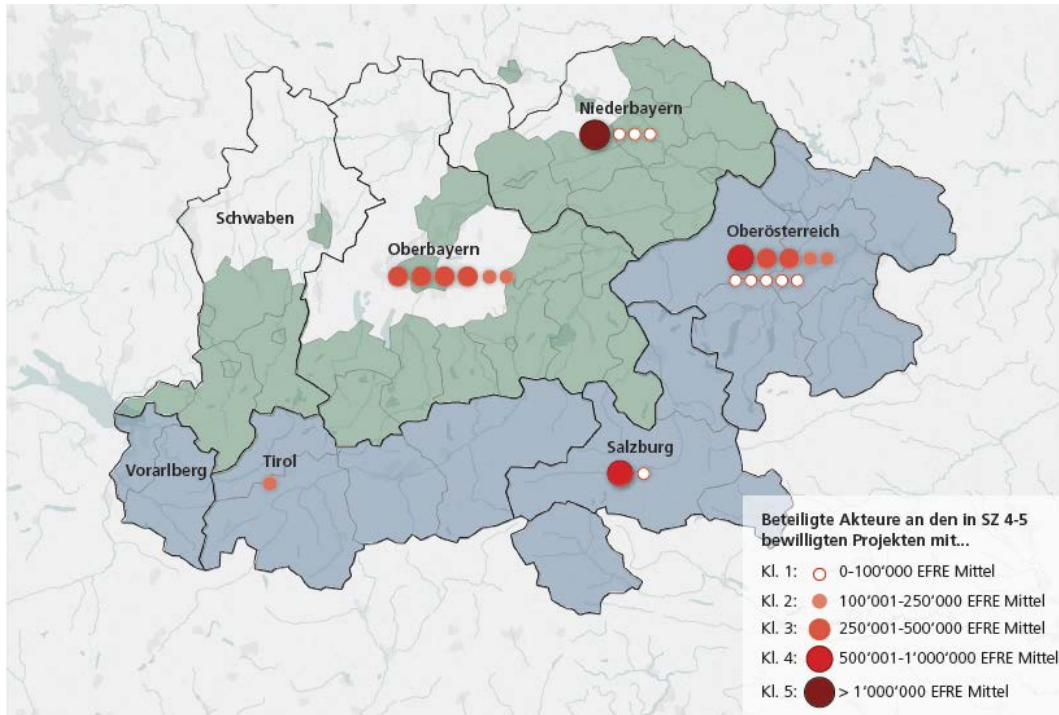 Niederbayern
Schwaben
Oberösterreich
Oberbayern
Salzburg
Vorarlberg
Tirol
Beteiligte Akteure an den in SZ 4-5
bewilligten Projekten mit...
Kl. 1: 0-100'000 EFRE Mittel
Kl. 2: 100'001-250'000 EFRE Mittel
Kl. 3: 250'001-500'000 EFRE Mittel
Kl. 4: 500'001-1'000'000 EFRE Mittel
Kl. 5: > 1'000'000 EFRE Mittel